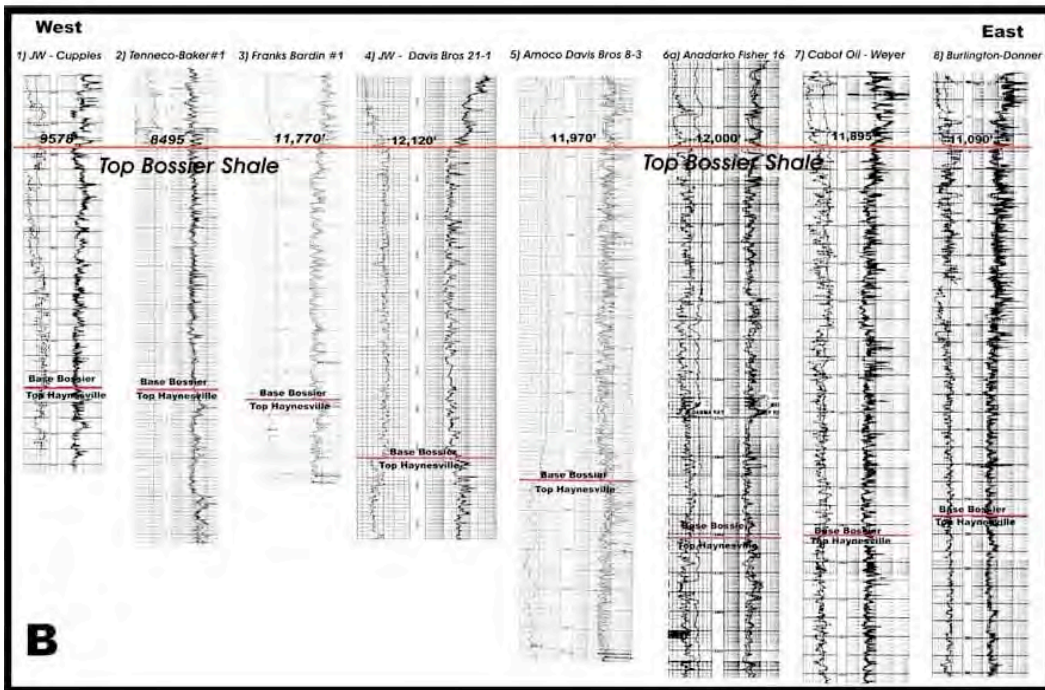 West
East
1) JW - Cupples
2) Tenneco-Baker#1
3) Franks Bardin #1
4) JW - Davis Bros 21-1
5) Amoco Davis Bros 8-3
6a) Anadarko Fisher 16
7) Cabot Oil - Weyer
8) Burlington-Donner
9578'
8495
11,770'
12,120'
11,970'
12,000'
11,895'
11,090'
Top Bossier Shale
Top Bossier Shale
Base Bossier
Top Haynesville
Base Bossier
Top Haynesville
Base Bossier
Top Haynesville
Base Bossier
Top Haynesville
Base Bossier
Top Haynesville
Base Bossier
Top Haynesville
Base Bossier
Top Haynesville
Base Bossier
Top Haynesville
B